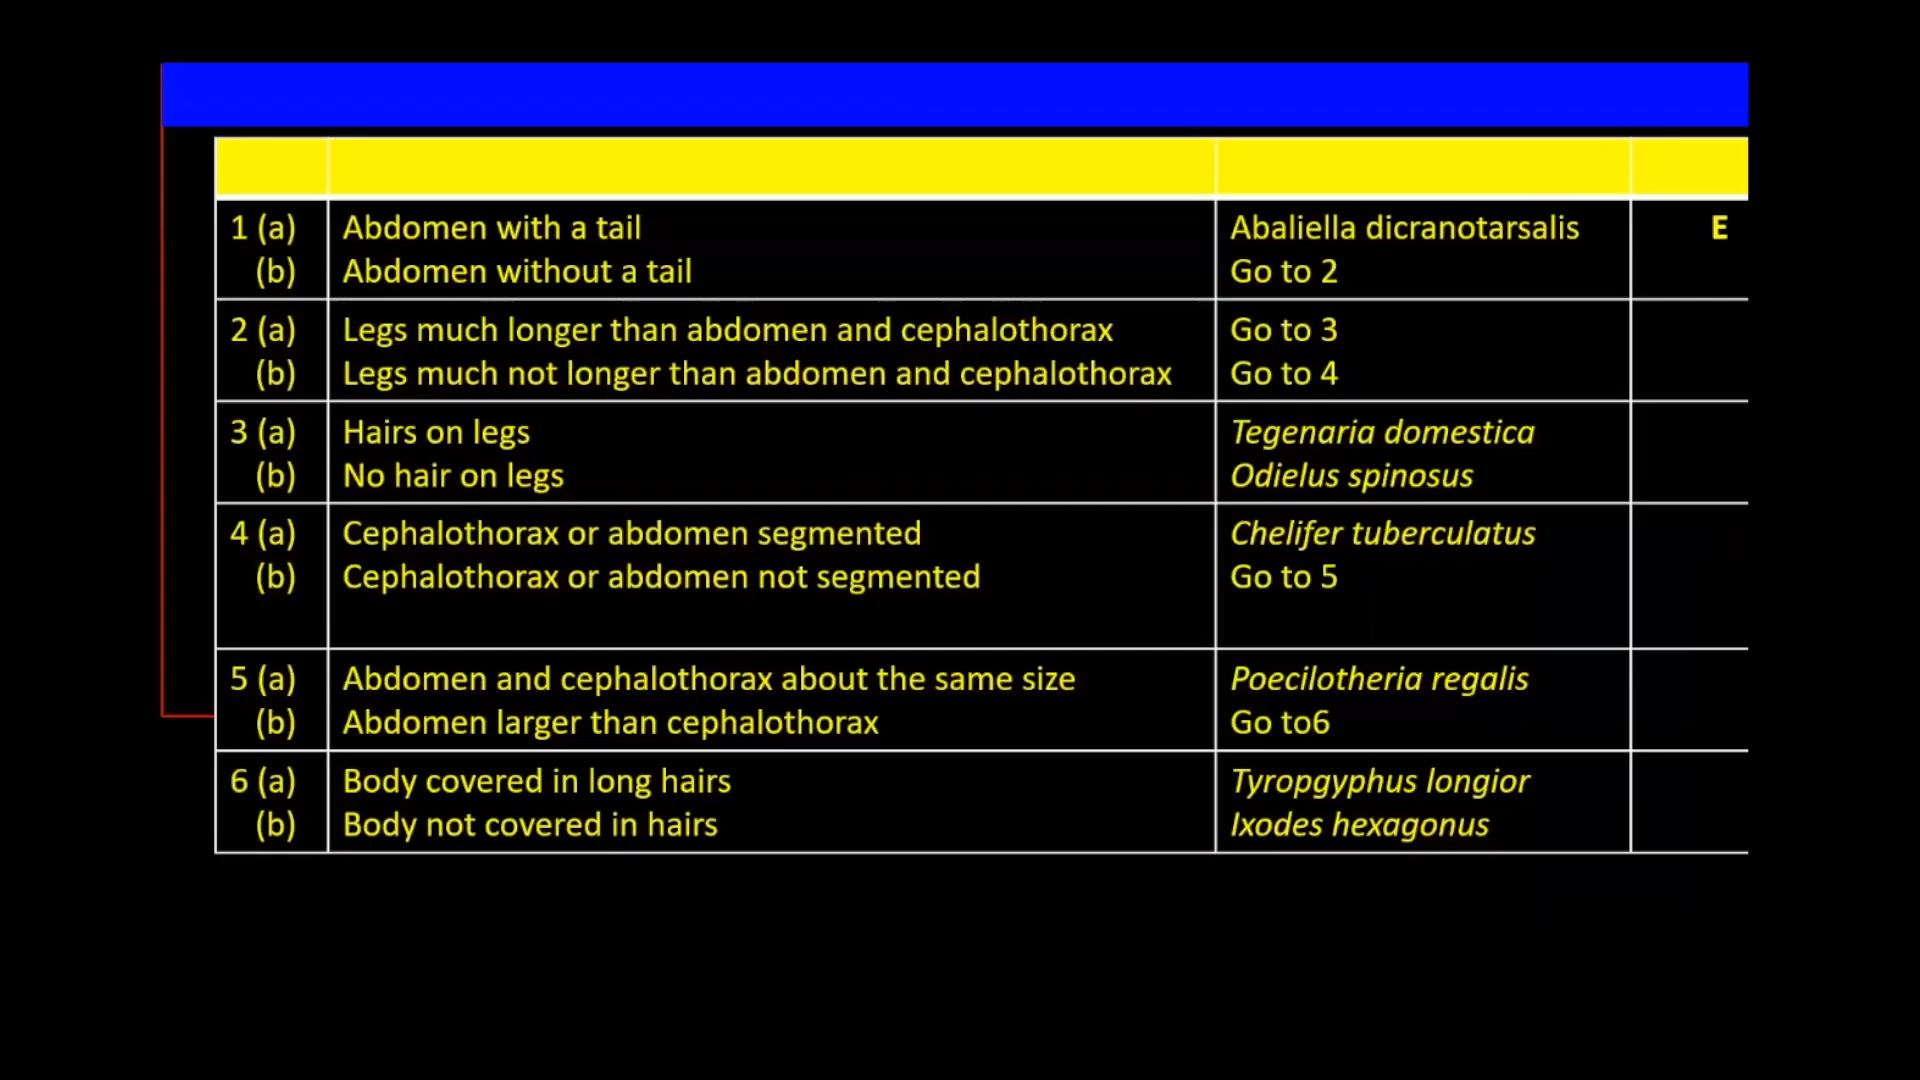 1 (a) Abdomen with a tail Abaliella dicranotarsalis E
(b) Abdomen without a tail Go to 2
2 (a) Legs much longer than abdomen and cephalothorax Go to 3
(b) Legs much not longer than abdomen and cephalothorax Go to 4
3 (a) Hairs on legs Tegenaria domestica
(b) No hair on legs Odielus spinosus
4 (a) Cephalothorax or abdomen segmented Chelifer tuberculatus
(b) Cephalothorax or abdomen not segmented Go to 5
5 (a) Abdomen and cephalothorax about the same size Poecilotheria regalis
(b) Abdomen larger than cephalothorax Go to6
6 (a) Body covered in long hairs Tyropgyphus longior
(b) Body not covered in hairs Ixodes hexagonus